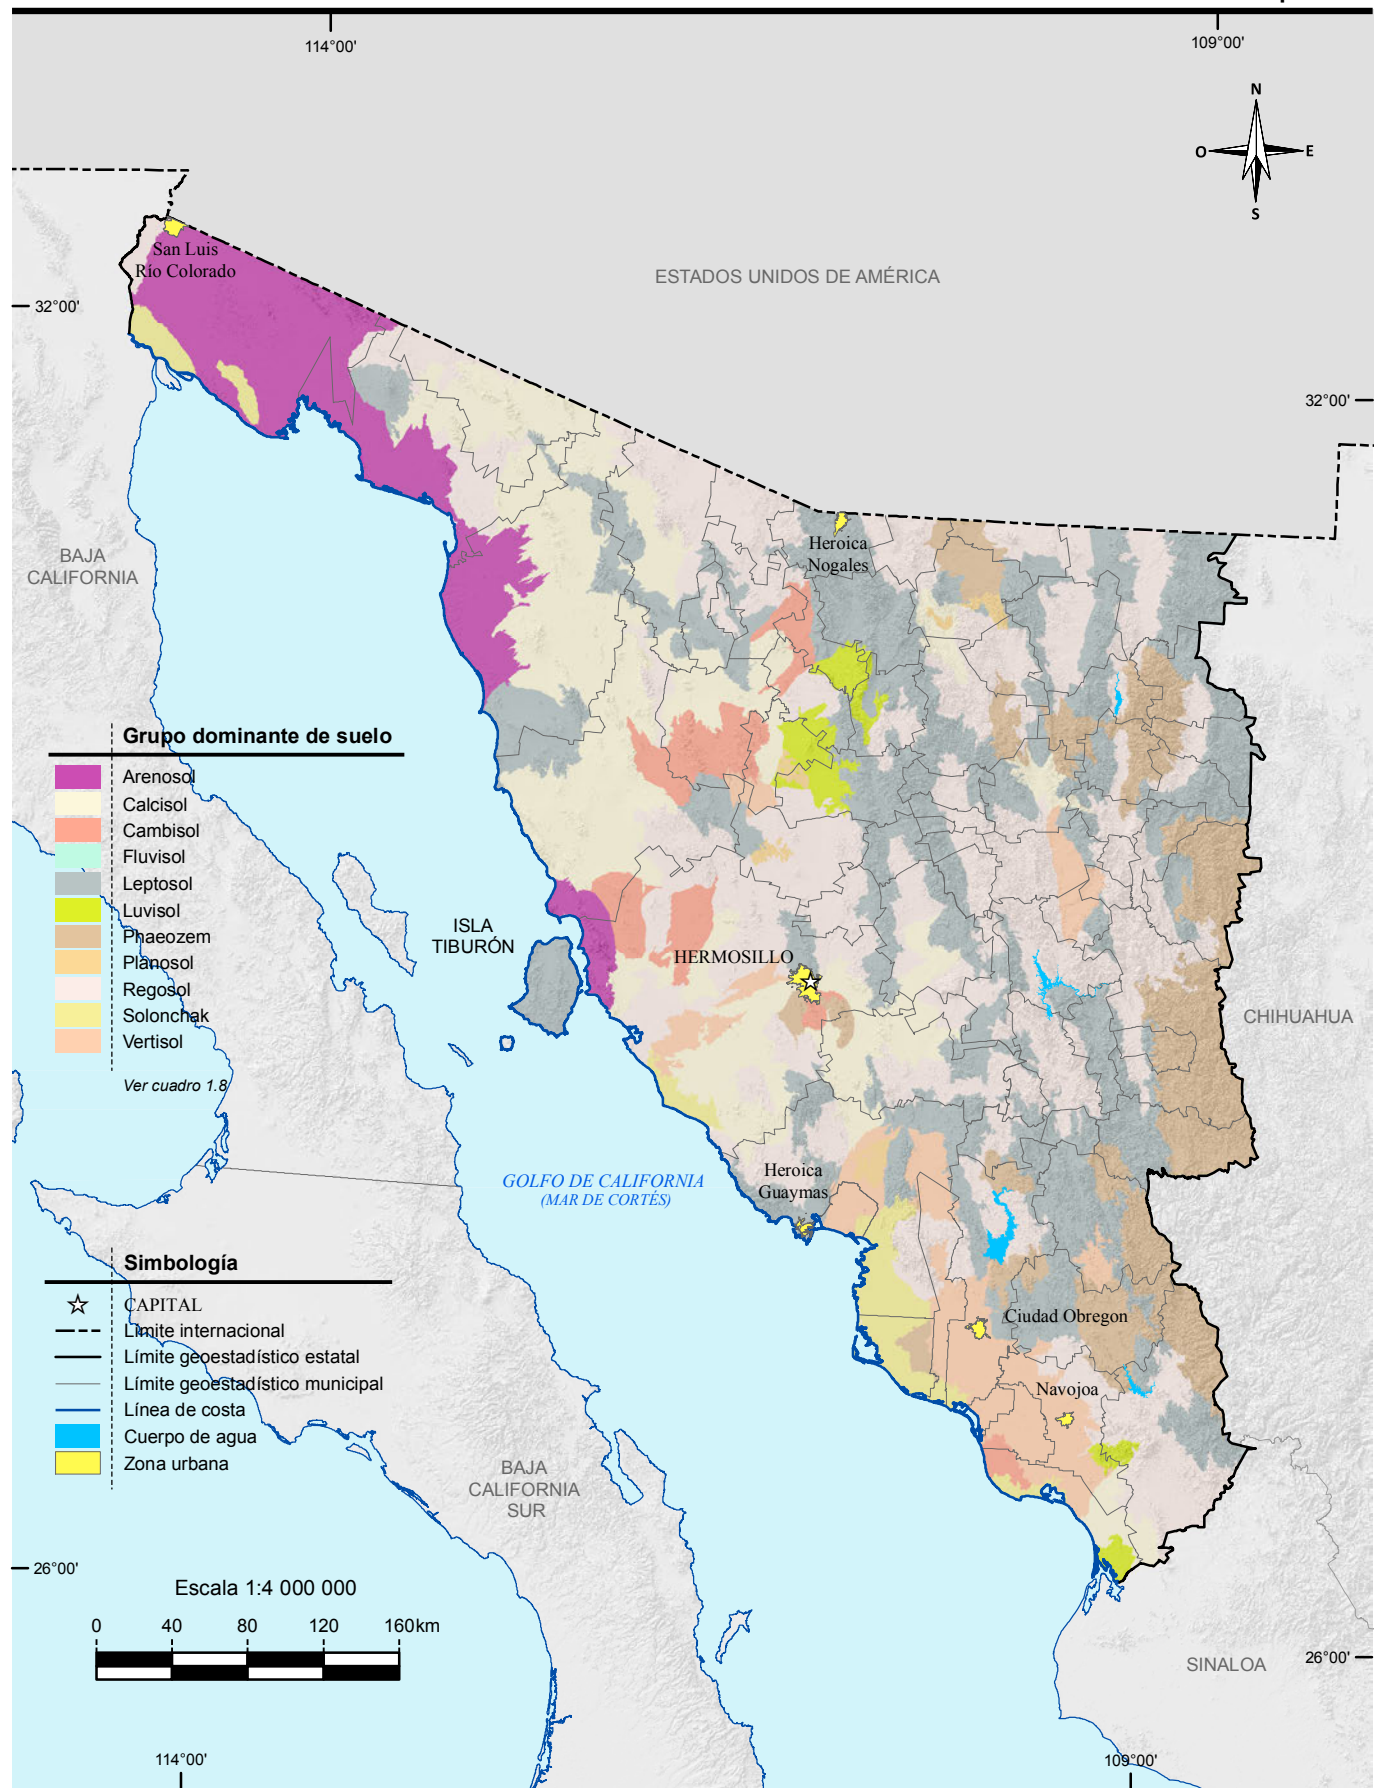 114°00'
109°00'
N
O
E
S
San Luis
Río Colorado
ESTADOS UNIDOS DE AMÉRICA
32°00'
32°00'
BAJA
CALIFORNIA
Heroica
Nogales
Grupo dominante de suelo
Arenosol
Calcisol
Cambisol
Fluvisol
Leptosol
Luvisol
Phaeozem
Planosol
Regosol
Solonchak
Vertisol
Ver cuadro 1.8
ISLA
TIBURÓN
HERMOSILLO
CHIHUAHUA
GOLFO DE CALIFORNIA
(MAR DE CORTÉS)
Heroica
Guaymas
Simbología
CAPITAL
Límite internacional
Límite geoestadístico estatal
Límite geoestadístico municipal
Línea de costa
Cuerpo de agua
Zona urbana
Ciudad Obregon
Navojoa
BAJA
CALIFORNIA
SUR
26°00'
Escala 1:4 000 000
0 40 80 120 160km
SINALOA
26°00'
114°00'
109°00'